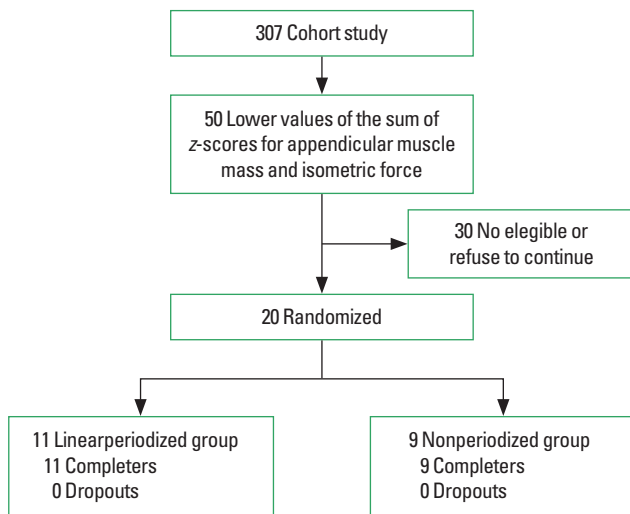 307 Cohort study
50 Lower values of the sum of
z-scores for appendicular muscle
mass and isometric force
30 No elegible or
refuse to continue
20 Randomized
11 Linearperiodized group
11 Completers
0 Dropouts
9 Nonperiodized group
9 Completers
0 Dropouts